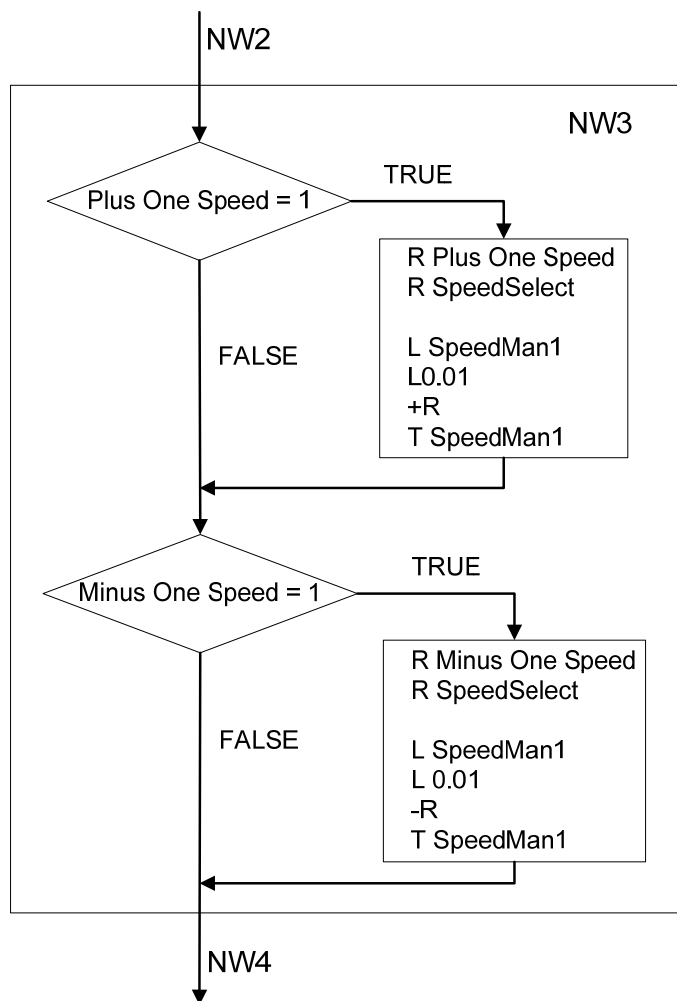 NW2
NW3
Plus One Speed = 1
TRUE
R Plus One Speed
R SpeedSelect
L SpeedMan1
L0.01
+R
T SpeedMan1
FALSE
Minus One Speed = 1
TRUE
R Minus One Speed
R SpeedSelect
L SpeedMan1
L 0.01
-R
T SpeedMan1
FALSE
NW4